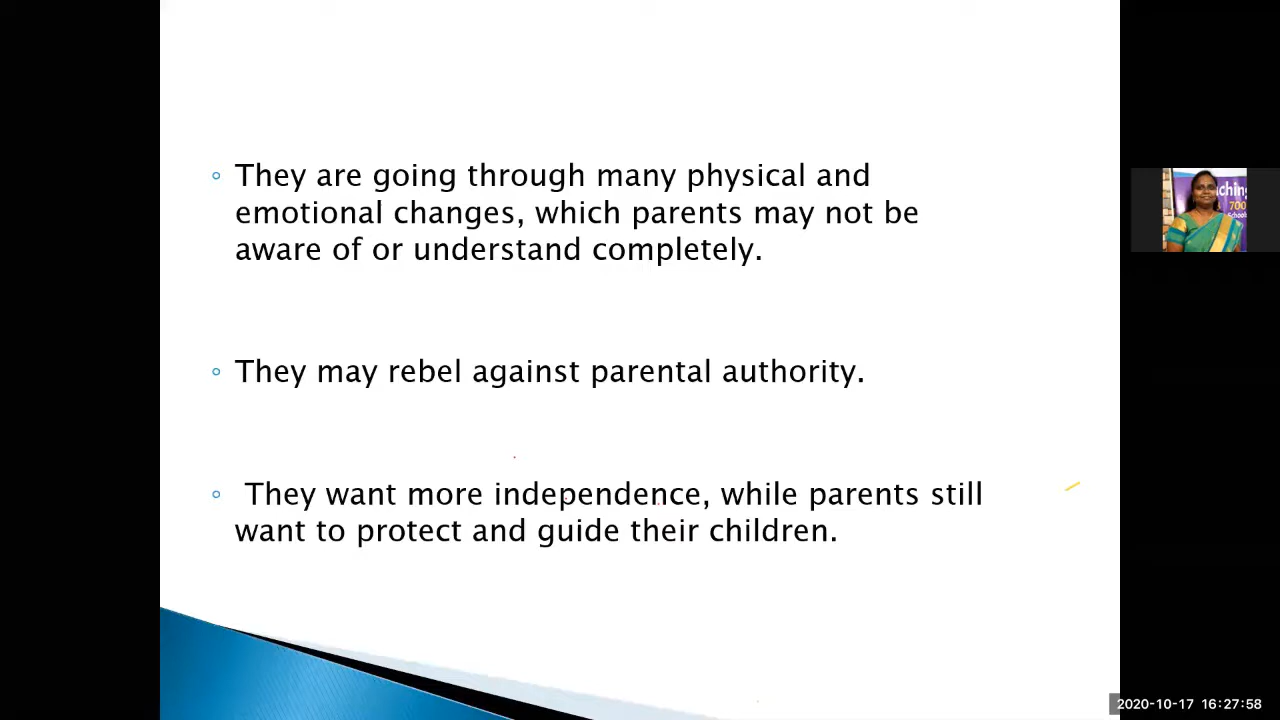 They are going through many physical and
emotional changes, which parents may not be
aware of or understand completely.
They may rebel against parental authority.
They want more independence, while parents still
want to protect and guide their children.
700
2020-10-17 16:27:58